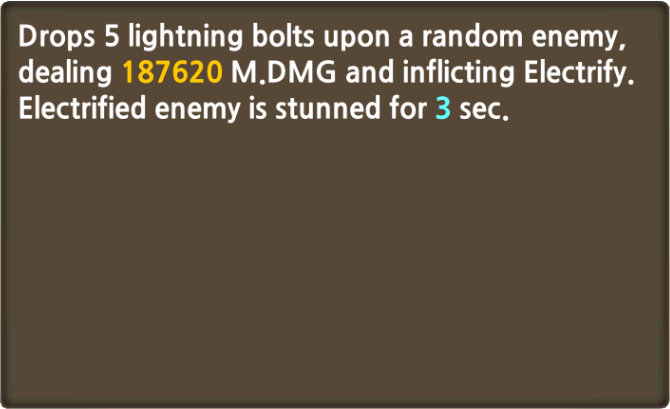 Drops 5 lightning bolts upon a random enemy,
dealing 187620 M.DMG and inflicting Electrify.
Electrified enemy is stunned for 3 sec.